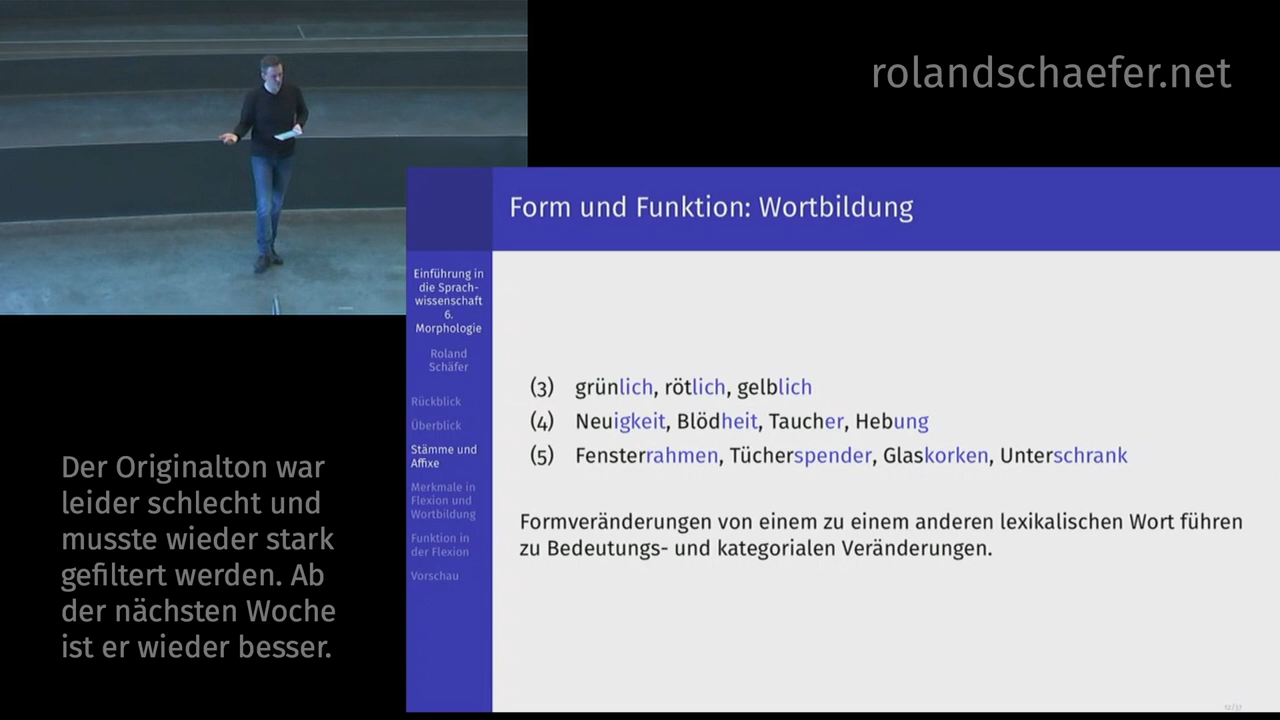 rolandschaefer.net
Form und Funktion: Wortbildung
Einführung in
die Sprach-
wissenschaft
6.
Morphologie
Roland
Schäfer
Rückblick
Überblick
Stämme und
Affixe
Merkmale in
Flexion und
Wortbildung
Funktion in
der Flexion
Vorschau
(3) grünlich, rötlich, gelblich
(4) Neuigkeit, Blödheit, Taucher, Hebung
(5) Fensterrahmen, Tücherspender, Glaskorken, Unterschrank
Formveränderungen von einem zu einem anderen lexikalischen Wort führen
zu Bedeutungs- und kategorialen Veränderungen.
Der Originalton war
leider schlecht und
musste wieder stark
gefiltert werden. Ab
der nächsten Woche
ist er wieder besser.